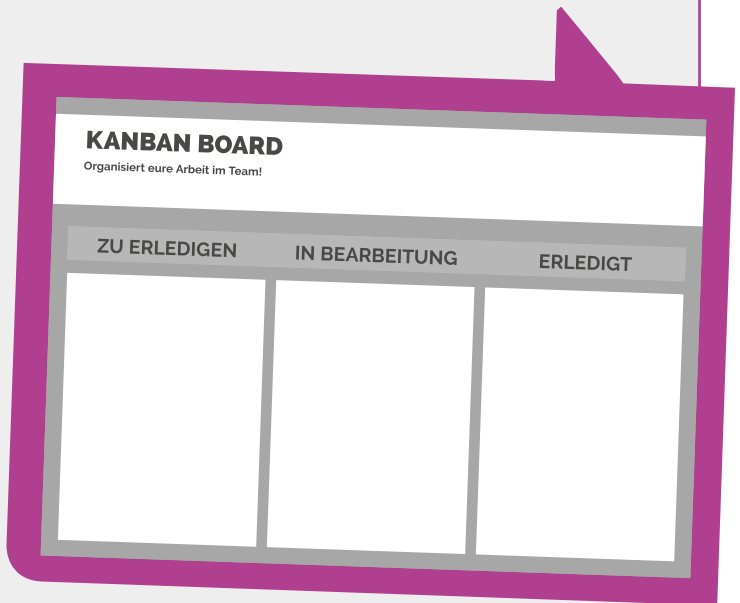 KANBAN BOARD
Organisiert eure Arbeit im Team!
ZU ERLEDIGEN IN BEARBEITUNG ERLEDIGT